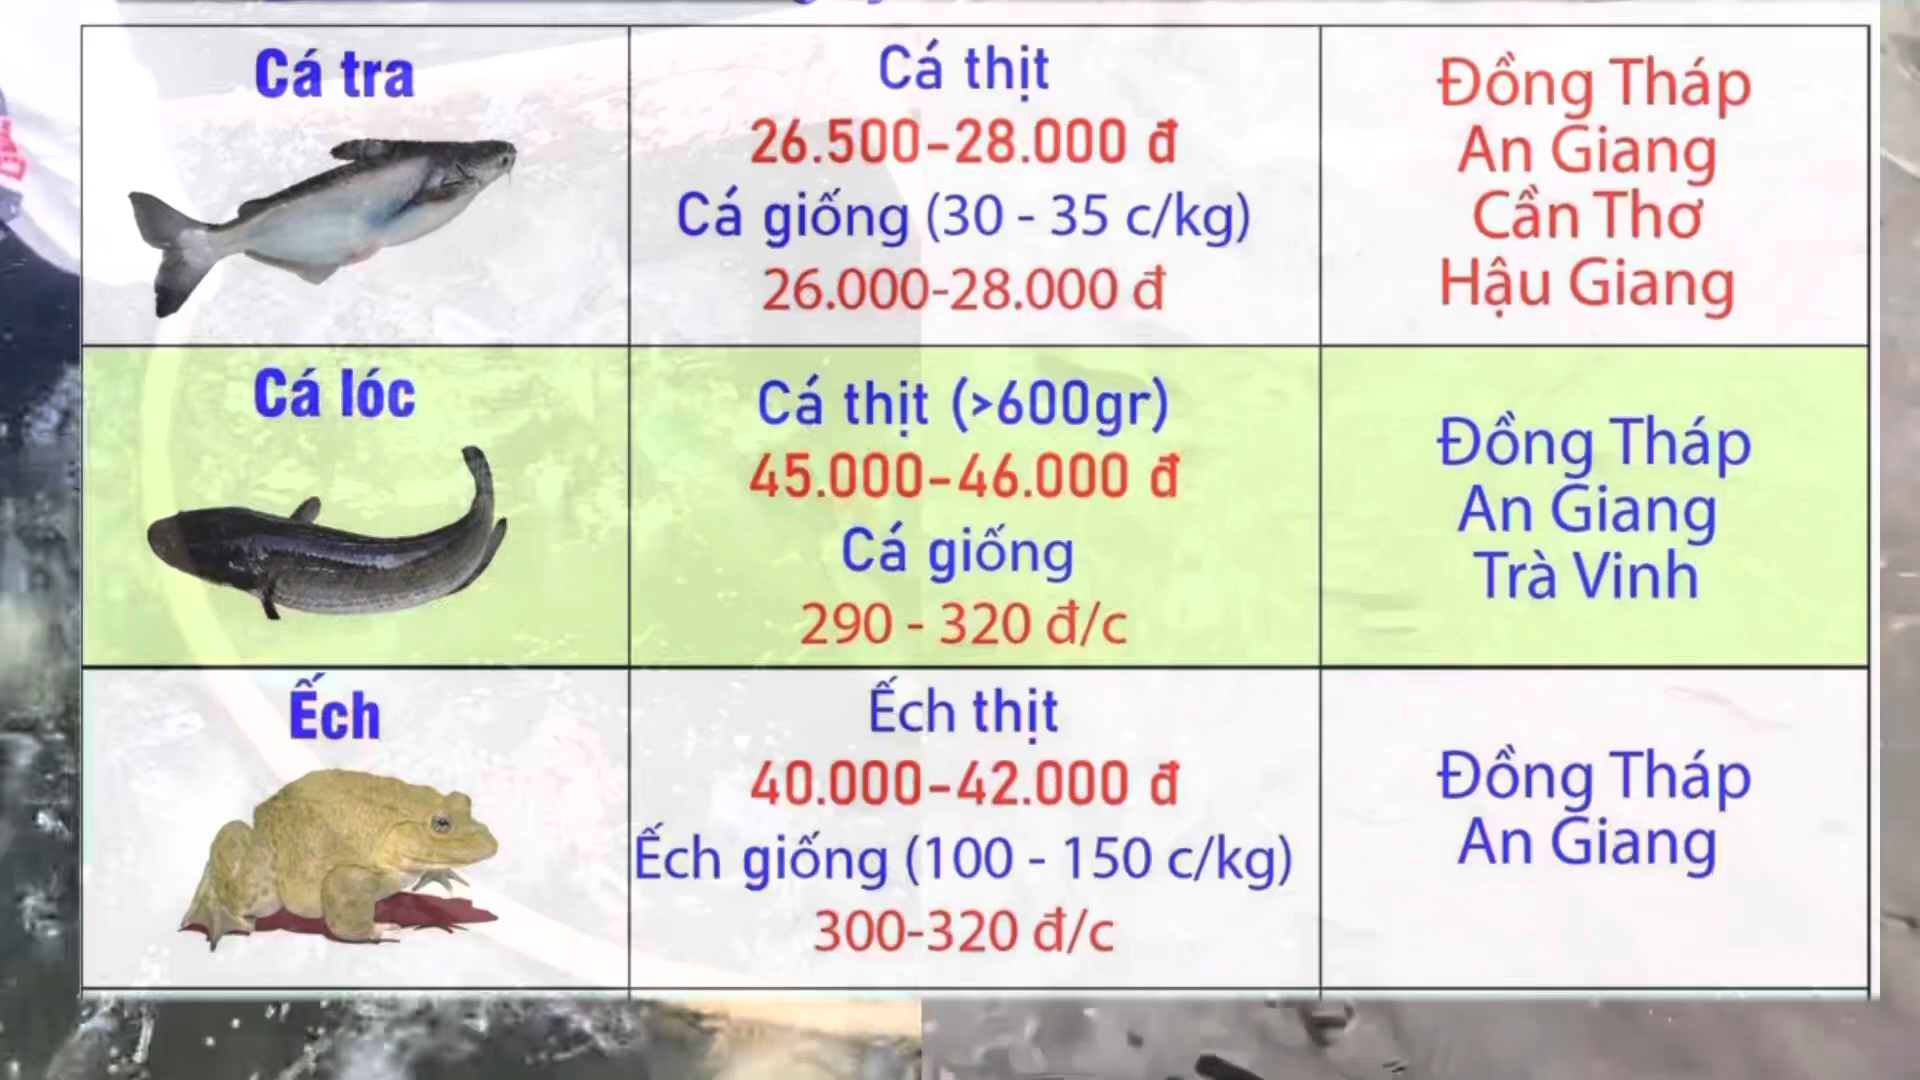 Cá tra
Cá thịt
26.500-28.000 đ
Cá giống (30 - 35 c/kg)
26.000-28.000 đ
Đồng Tháp
An Giang
Cần Thơ
Hậu Giang
Cá lóc
Cá thịt (>600gr)
45.000-46.000 đ
Cá giống
290 - 320 đ/c
Đồng Tháp
An Giang
Trà Vinh
Ếch
Ếch thịt
40.000-42.000 đ
Ếch giống (100 - 150 c/kg)
300-320 đ/c
Đồng Tháp
An Giang